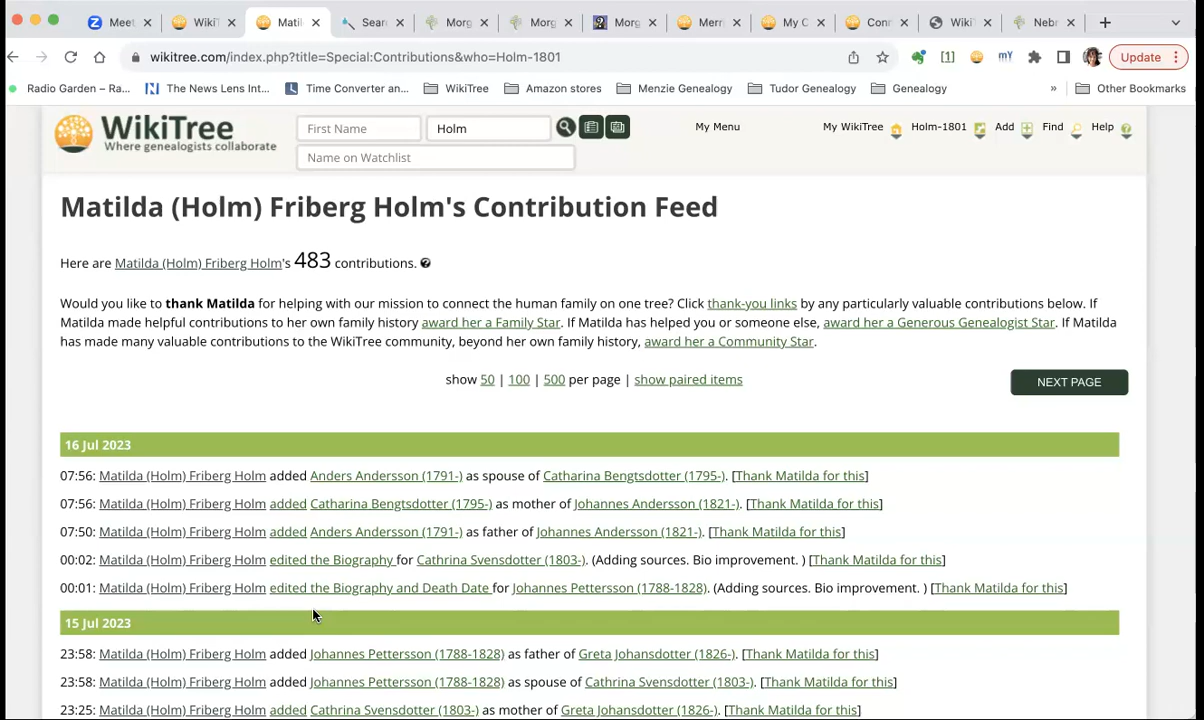 Meet WikiT Matil Sear Morg Morg Morg Merri My C Conn WikiT Nebr
wikitree.com/index.php?title=Special:Contributions&who=Holm-1801 [1] mY Update
Radio Garden – Ra... The News Lens Int... Time Converter an... WikiTree Amazon stores Menzie Genealogy Tudor Genealogy Genealogy » Other Bookmarks
WikiTree
Where genealogists collaborate
First Name Holm
Name on Watchlist
My Menu My WikiTree Holm-1801 Add Find Help
Matilda (Holm) Friberg Holm's Contribution Feed
Here are Matilda (Holm) Friberg Holm's 483 contributions. ?
Would you like to thank Matilda for helping with our mission to connect the human family on one tree? Click thank-you links by any particularly valuable contributions below. If
Matilda made helpful contributions to her own family history award her a Family Star. If Matilda has helped you or someone else, award her a Generous Genealogist Star. If Matilda
has made many valuable contributions to the WikiTree community, beyond her own family history, award her a Community Star.
show 50 | 100 | 500 per page | show paired items
NEXT PAGE
16 Jul 2023
07:56: Matilda (Holm) Friberg Holm added Anders Andersson (1791-) as spouse of Catharina Bengtsdotter (1795-). [Thank Matilda for this]
07:56: Matilda (Holm) Friberg Holm added Catharina Bengtsdotter (1795-) as mother of Johannes Andersson (1821-). [Thank Matilda for this]
07:50: Matilda (Holm) Friberg Holm added Anders Andersson (1791-) as father of Johannes Andersson (1821-). [Thank Matilda for this]
00:02: Matilda (Holm) Friberg Holm edited the Biography for Cathrina Svensdotter (1803-). (Adding sources. Bio improvement. ) [Thank Matilda for this]
00:01: Matilda (Holm) Friberg Holm edited the Biography and Death Date for Johannes Pettersson (1788-1828). (Adding sources. Bio improvement. ) [Thank Matilda for this]
15 Jul 2023
23:58: Matilda (Holm) Friberg Holm added Johannes Pettersson (1788-1828) as father of Greta Johansdotter (1826-). [Thank Matilda for this]
23:58: Matilda (Holm) Friberg Holm added Johannes Pettersson (1788-1828) as spouse of Cathrina Svensdotter (1803-). [Thank Matilda for this]
23:25: Matilda (Holm) Friberg Holm added Cathrina Svensdotter (1803-) as mother of Greta Johansdotter (1826-). [Thank Matilda for this]